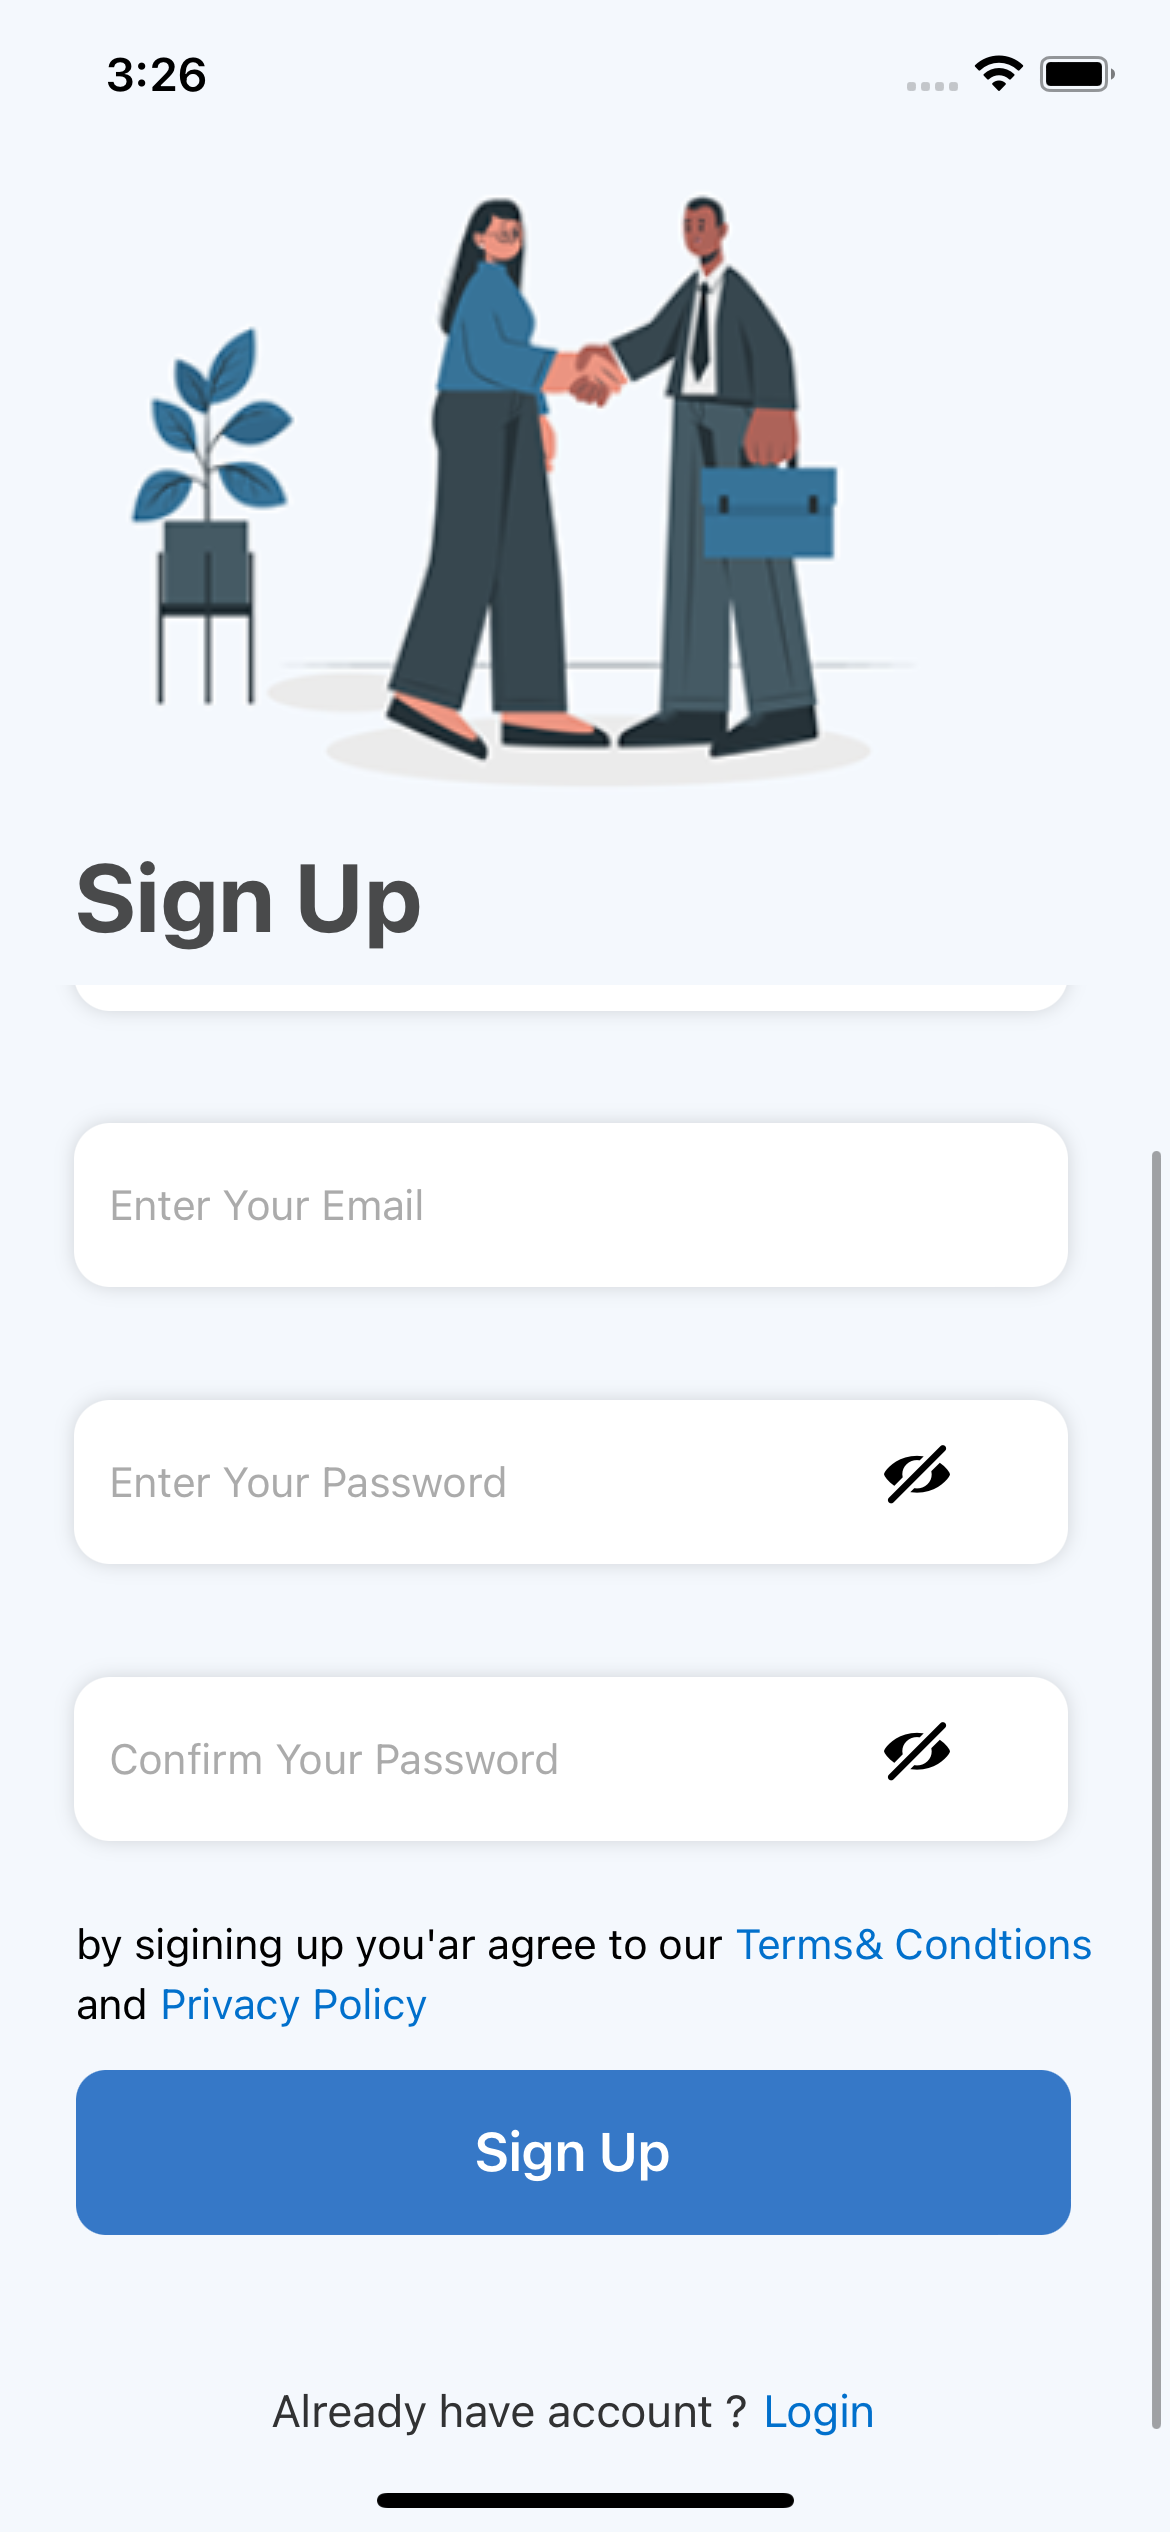 3:26
Sign Up
Enter Your Email
Enter Your Password
Confirm Your Password
by sigining up you'ar agree to our Terms& Condtions
and Privacy Policy
Sign Up
Already have account ? Login